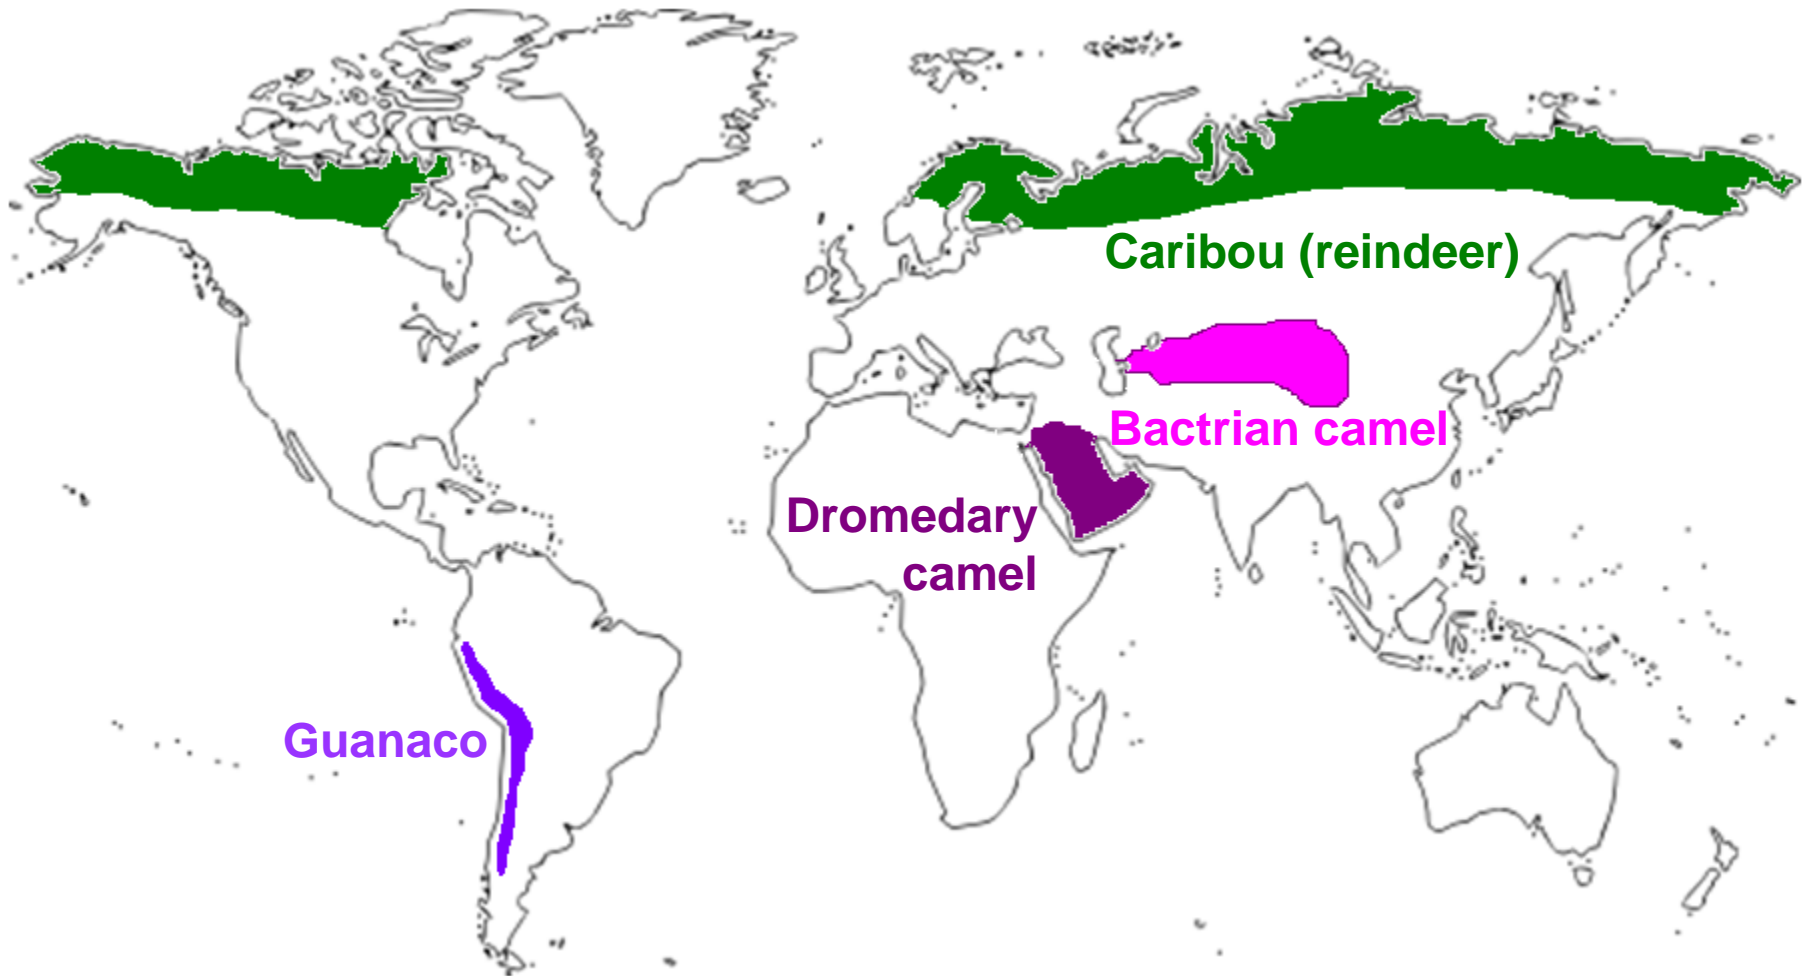 Caribou (reindeer)
Bactrian camel
Dromedary
camel
Guanaco